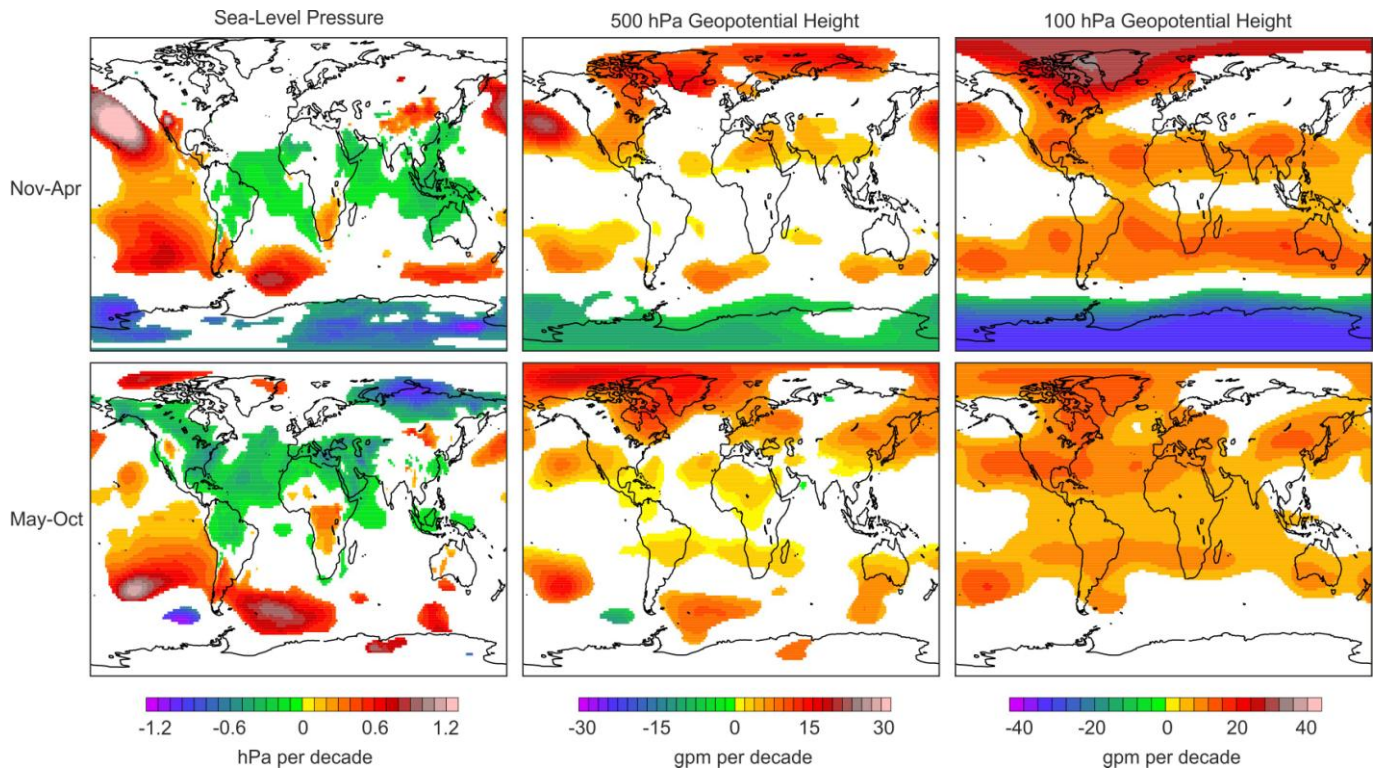 Sea-Level Pressure
500 hPa Geopotential Height
100 hPa Geopotential Height
Nov-Apr
May-Oct
-1.2 -0.6 0 0.6 1.2
hPa per decade
-30 -15 0 15 30
gpm per decade
-40 -20 0 20 40
gpm per decade